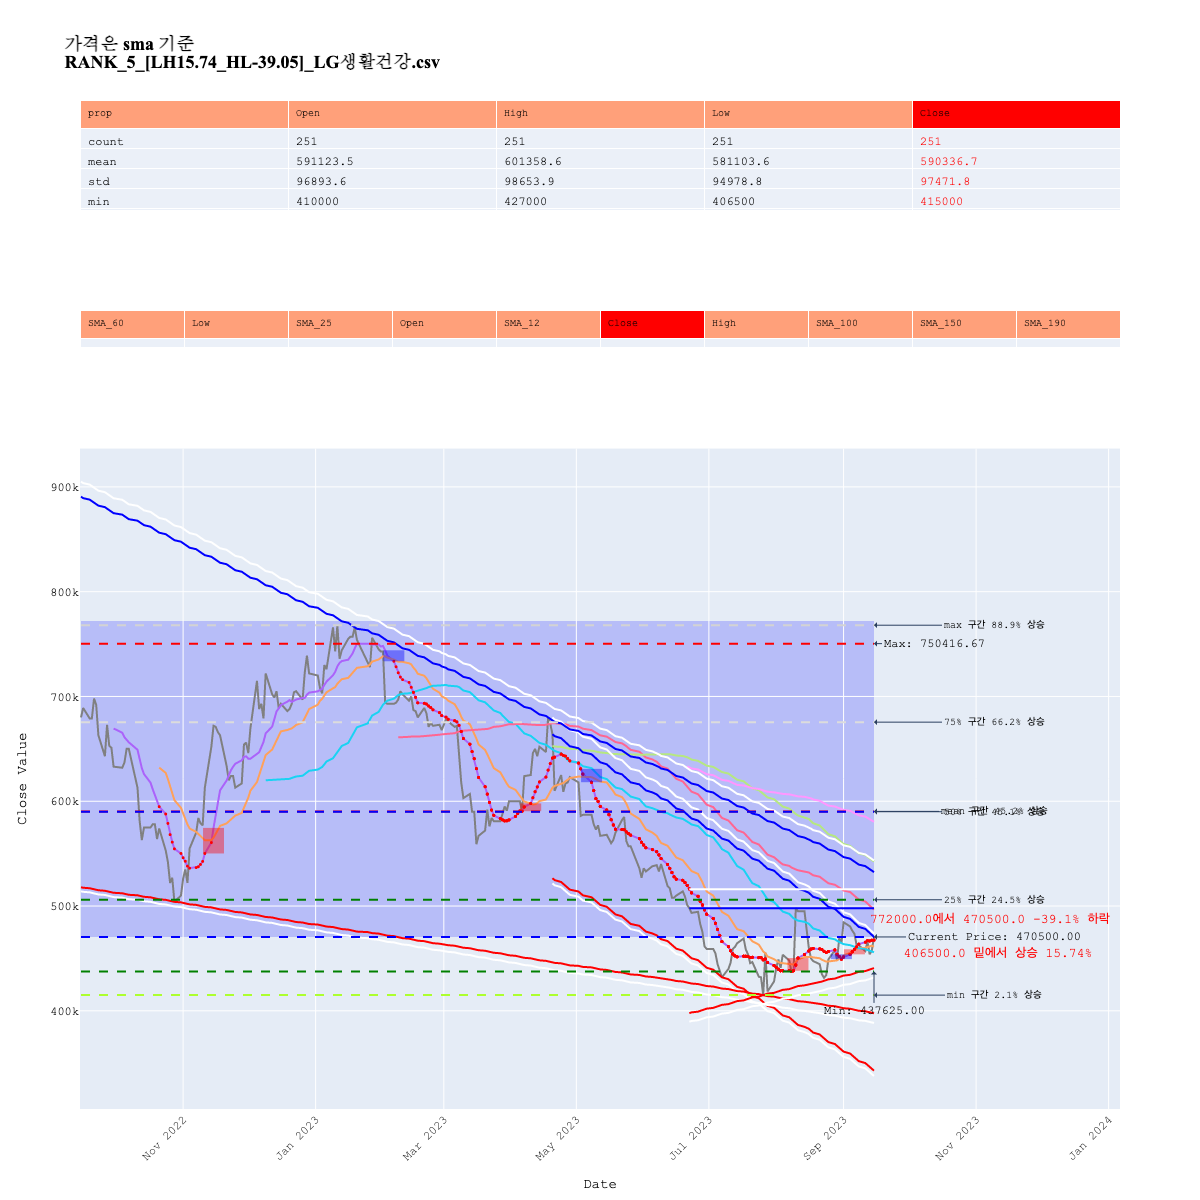 가격은 sma 기준
RANK_5_[LH15.74_HL-39.05]_LG생활건강.csv
prop Open High Low Close
count 251 251 251 251
mean 591123.5 601358.6 581103.6 590336.7
std 96893.6 98653.9 94978.8 97471.8
min 410000 427000 406500 415000
SMA_60 Low SMA_25 Open SMA_12 Close High SMA_100 SMA_150 SMA_190
900k
800k
700k
600k
500k
400k
Close Value
max 구간 88.9% 상승
Max: 750416.67
75% 구간 66.2% 상승
25% 구간 24.5% 상승
772000.0에서 470500.0 -39.1% 하락
Current Price: 470500.00
406500.0 밑에서 상승 15.74%
min 구간 2.1% 상승
Min: 437625.00
Nov 2022
Jan 2023
Mar 2023
May 2023
Jul 2023
Sep 2023
Nov 2023
Jan 2024
Date